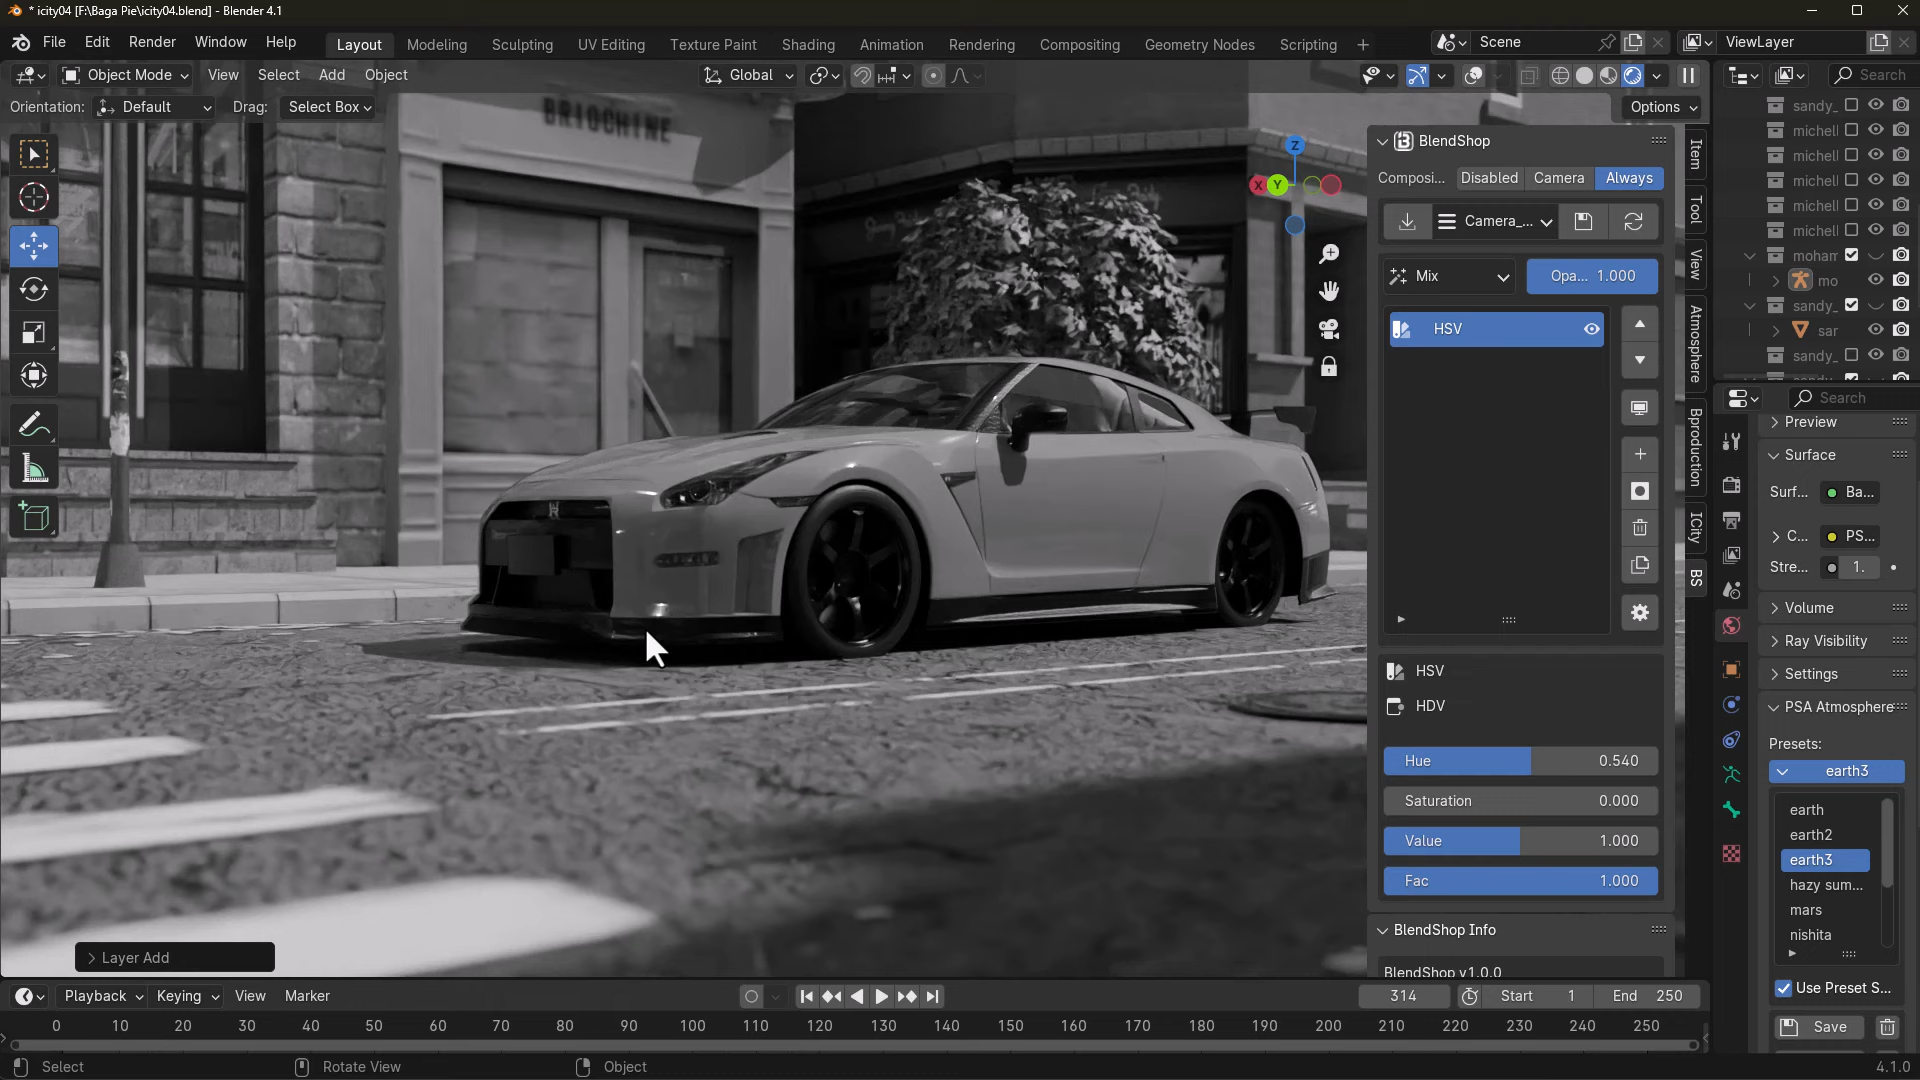 * icity04 [F:\Baga Pie\icity04.blend] - Blender 4.1
File Edit Render Window Help Layout Modeling Sculpting UV Editing Texture Paint Shading Animation Rendering Compositing Geometry Nodes Scripting + Scene ViewLayer
Object Mode View Select Add Object Global Search
Orientation: Default Drag: Select Box Options
BRIOCHINE
Z
X Y
BlendShop
Composi... Disabled Camera Always
Camera_...
Mix Opa... 1.000
HSV
HSV
HDV
Hue 0.540
Saturation 0.000
Value 1.000
Fac 1.000
BlendShop Info
BlendShop v1.0.0
Item
Tool
View
Atmosphere
Bproduction
ICity
BS
sandy_
michell
michell
michell
michell
michell
moham
mo
sandy_
sar
sandy_
Search
Preview
Surface
Surf... Ba...
C... PS...
Stre... 1.
Volume
Ray Visibility
Settings
PSA Atmosphere
Presets:
earth3
earth
earth2
earth3
hazy sum...
mars
nishita
Use Preset S...
Save
Layer Add
Playback Keying View Marker 314 Start 1 End 250
0 10 20 30 40 50 60 70 80 90 100 110 120 130 140 150 160 170 180 190 200 210 220 230 240 250
Select Rotate View Object 4.1.0